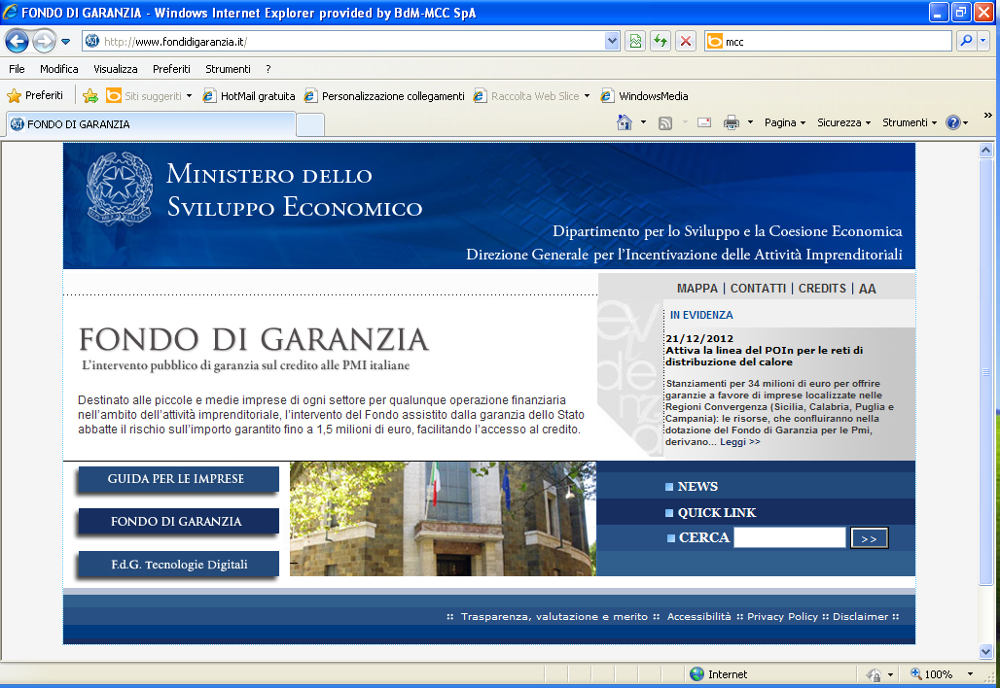 FONDO DI GARANZIA - Windows Internet Explorer provided by BdM-MCC SpA
http://www.fondidigaranzia.it/
mcc
File Modifica Visualizza Preferiti Strumenti ?
Preferiti Siti suggeriti HotMail gratuita Personalizzazione collegamenti Raccolta Web Slice WindowsMedia
FONDO DI GARANZIA
Pagina Sicurezza Strumenti »
MINISTERO DELLO
SVILUPPO ECONOMICO
Dipartimento per lo Sviluppo e la Coesione Economica
Direzione Generale per l'Incentivazione delle Attività Imprenditoriali
MAPPA | CONTATTI | CREDITS | AA
evidenza
IN EVIDENZA
21/12/2012
Attiva la linea del POIn per le reti di
distribuzione del calore
Stanziamenti per 34 milioni di euro per offrire
garanzie a favore di imprese localizzate nelle
Regioni Convergenza (Sicilia, Calabria, Puglia e
Campania): le risorse, che confluiranno nella
dotazione del Fondo di Garanzia per le Pmi,
derivano... Leggi >>
FONDO DI GARANZIA
L'intervento pubblico di garanzia sul credito alle PMI italiane
Destinato alle piccole e medie imprese di ogni settore per qualunque operazione finanziaria
nell'ambito dell'attività imprenditoriale, l'intervento del Fondo assistito dalla garanzia dello Stato
abbatte il rischio sull'importo garantito fino a 1,5 milioni di euro, facilitando l'accesso al credito.
GUIDA PER LE IMPRESE
FONDO DI GARANZIA
F.d.G. Tecnologie Digitali
NEWS
QUICK LINK
CERCA >>
:: Trasparenza, valutazione e merito :: Accessibilità :: Privacy Policy :: Disclaimer ::
Internet 100%